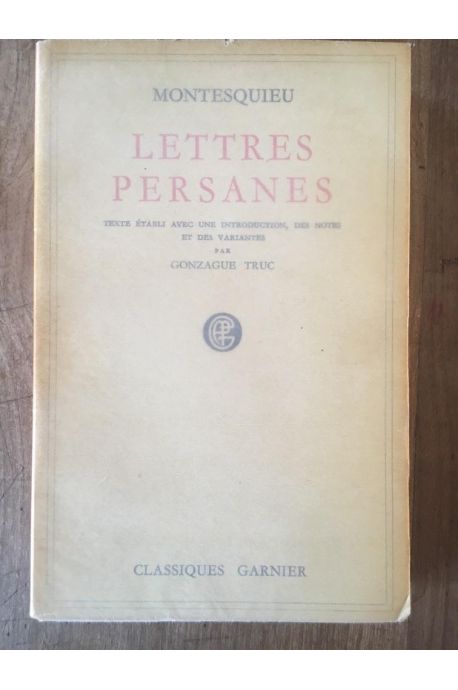 MONTESQUIEU
LETTRES
PERSANES
TEXTE ÉTABLI AVEC UNE INTRODUCTION, DES NOTES
ET DES VARIANTES
PAR
GONZAGUE TRUC
CLASSIQUES GARNIER